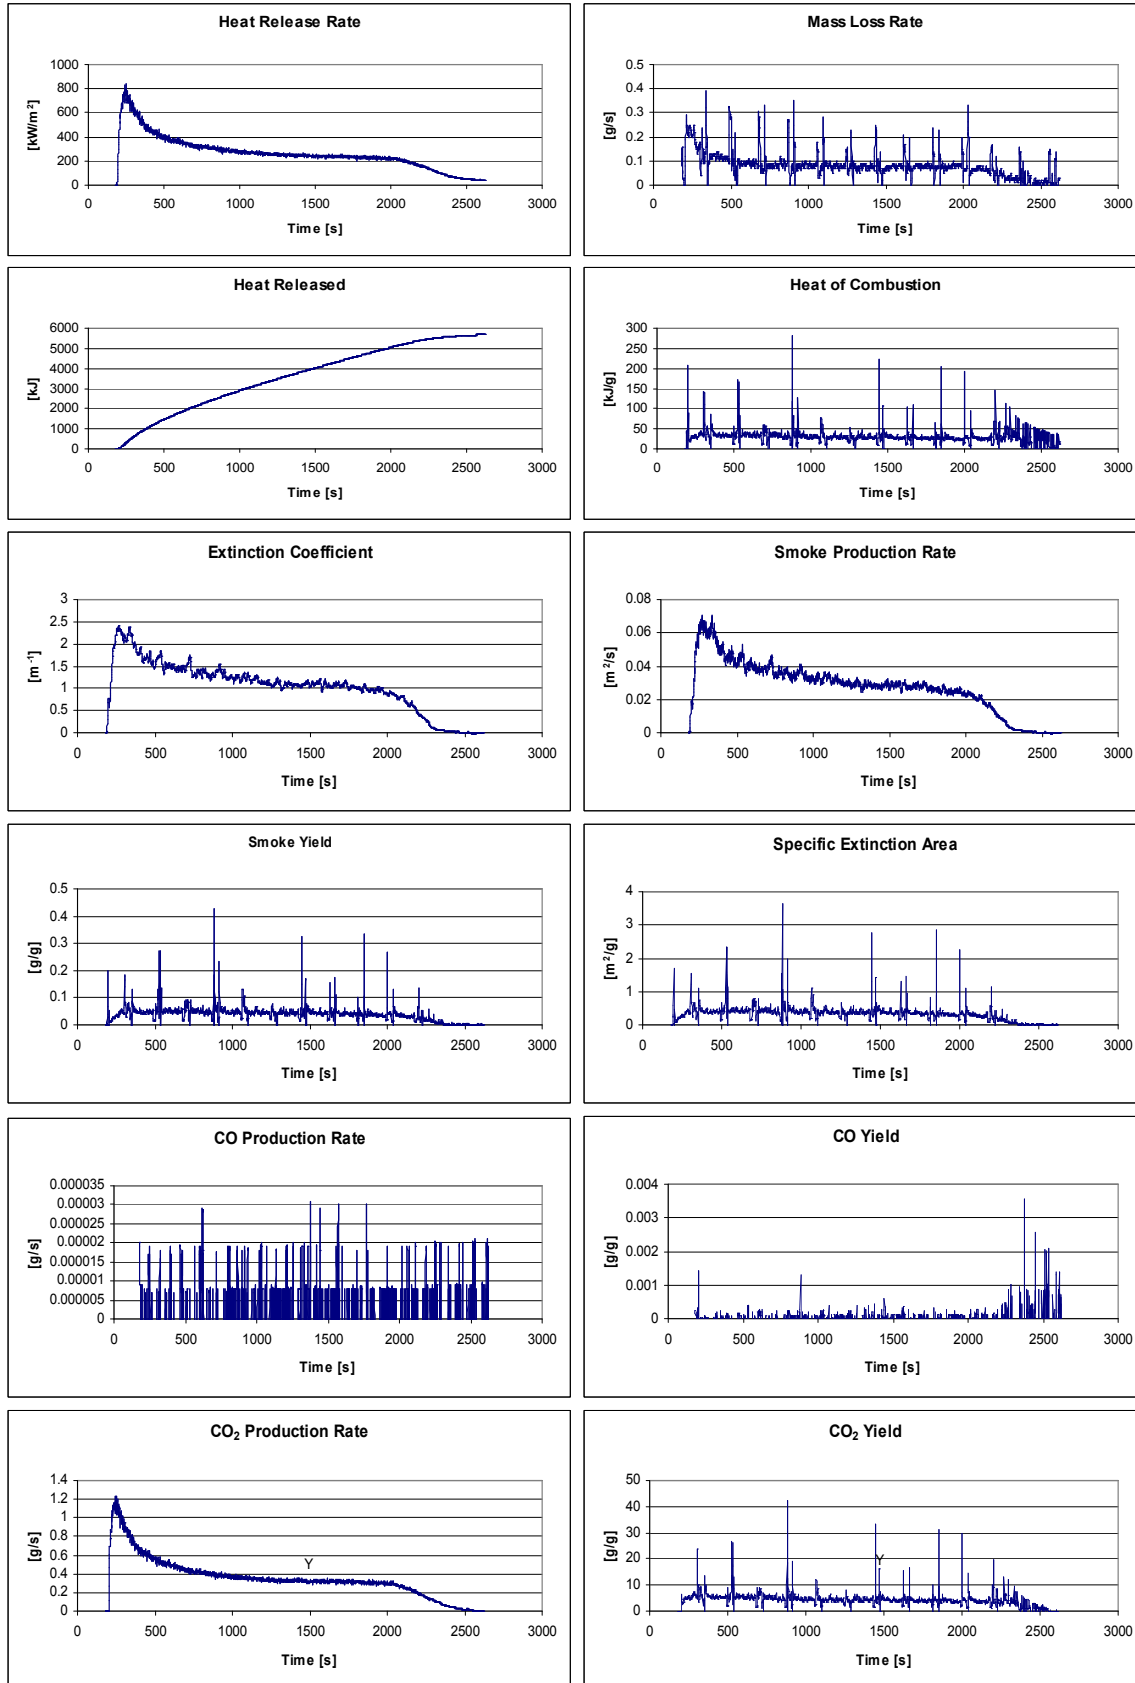 Heat Release Rate
[kW/m²]
1000
800
600
400
200
0
0 500 1000 1500 2000 2500 3000
Time [s]
Mass Loss Rate
[g/s]
0.5
0.4
0.3
0.2
0.1
0
0 500 1000 1500 2000 2500 3000
Time [s]
Heat Released
[kJ]
6000
5000
4000
3000
2000
1000
0
0 500 1000 1500 2000 2500 3000
Time [s]
Heat of Combustion
[kJ/g]
300
250
200
150
100
50
0
0 500 1000 1500 2000 2500 3000
Time [s]
Extinction Coefficient
[m⁻¹]
3
2.5
2
1.5
1
0.5
0
0 500 1000 1500 2000 2500 3000
Time [s]
Smoke Production Rate
[m²/s]
0.08
0.06
0.04
0.02
0
0 500 1000 1500 2000 2500 3000
Time [s]
Smoke Yield
[g/g]
0.5
0.4
0.3
0.2
0.1
0
0 500 1000 1500 2000 2500 3000
Time [s]
Specific Extinction Area
[m²/g]
4
3
2
1
0
0 500 1000 1500 2000 2500 3000
Time [s]
CO Production Rate
[g/s]
0.000035
0.00003
0.000025
0.00002
0.000015
0.00001
0.000005
0
0 500 1000 1500 2000 2500 3000
Time [s]
CO Yield
[g/g]
0.004
0.003
0.002
0.001
0
0 500 1000 1500 2000 2500 3000
Time [s]
CO₂ Production Rate
[g/s]
1.4
1.2
1
0.8
0.6
0.4
0.2
0
Y
0 500 1000 1500 2000 2500 3000
Time [s]
CO₂ Yield
[g/g]
50
40
30
20
10
0
Y
0 500 1000 1500 2000 2500 3000
Time [s]